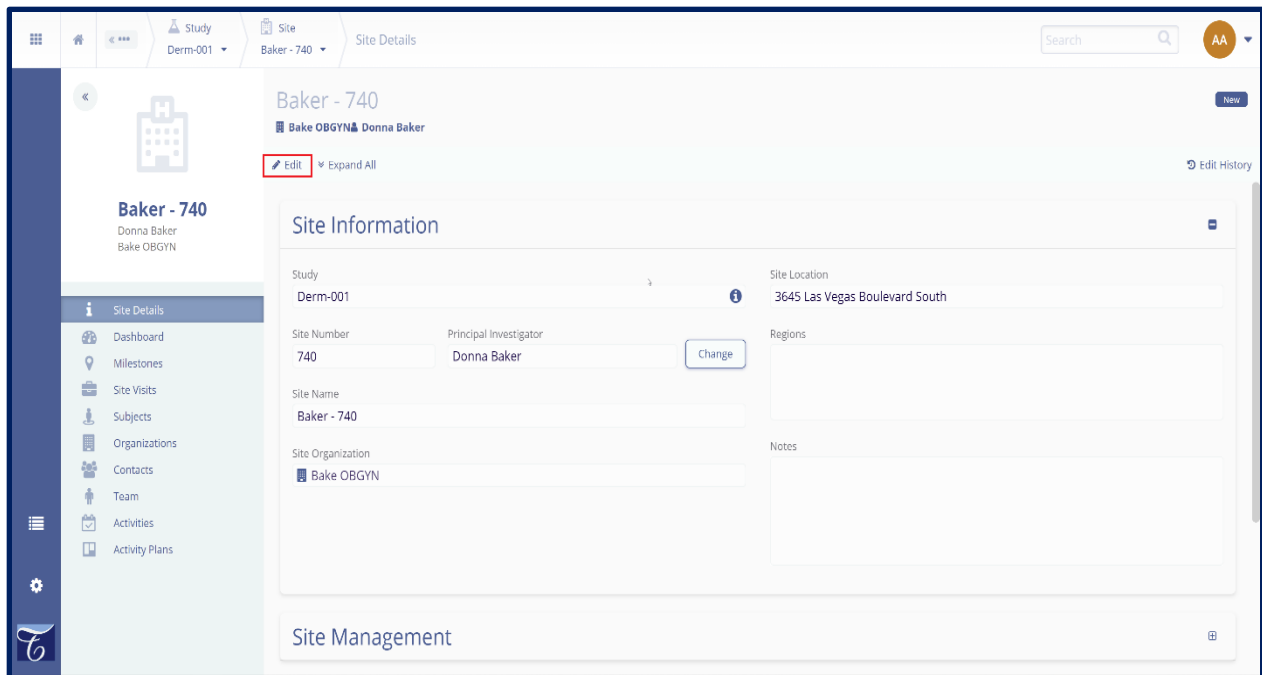 Study
Derm-001
Site
Baker - 740
Site Details
Search
AA
Baker - 740
Donna Baker
Bake OBGYN
Site Details
Dashboard
Milestones
Site Visits
Subjects
Organizations
Contacts
Team
Activities
Activity Plans
Baker - 740
New
Bake OBGYN Donna Baker
Edit Expand All Edit History
Site Information
Study
Derm-001
Site Number Principal Investigator
740 Donna Baker Change
Site Name
Baker - 740
Site Organization
Bake OBGYN
Site Location
3645 Las Vegas Boulevard South
Regions
Notes
Site Management